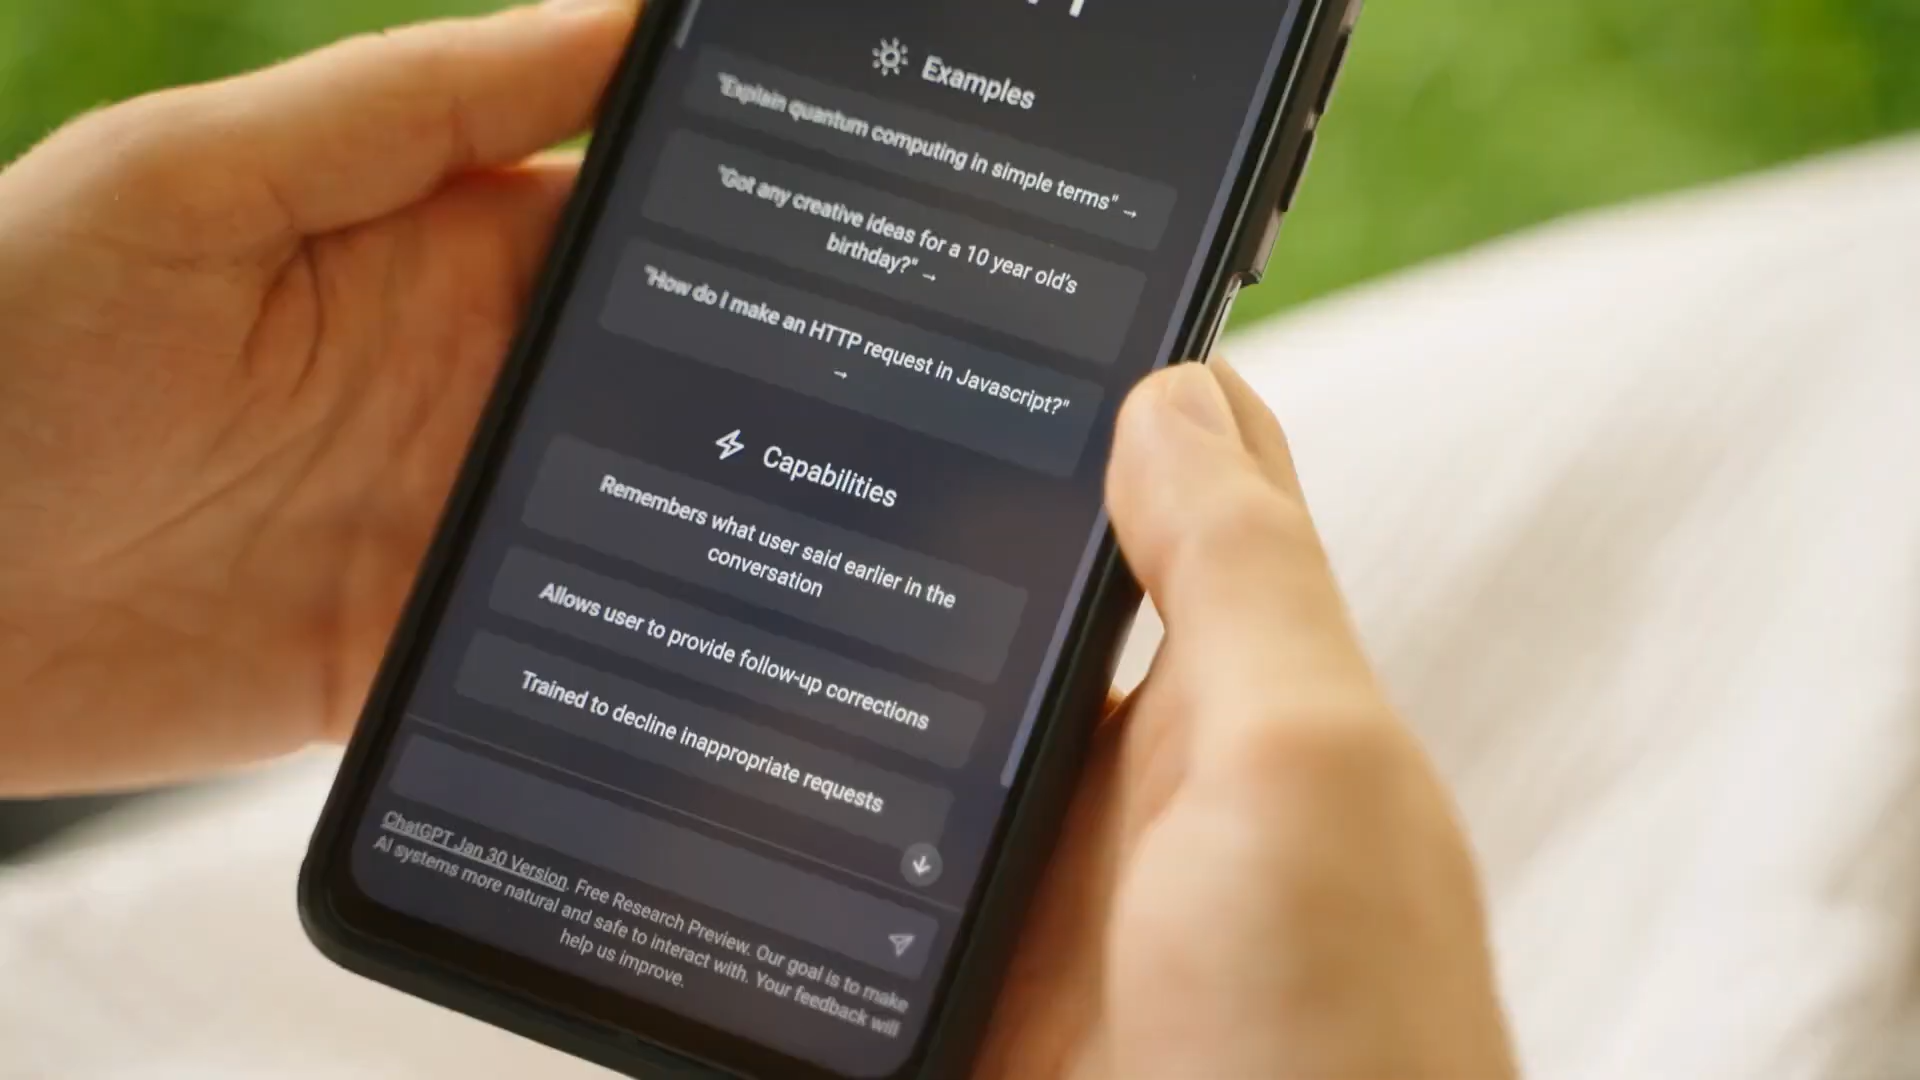 Examples
"Explain quantum computing in simple terms" →
"Got any creative ideas for a 10 year old's
birthday?" →
"How do I make an HTTP request in Javascript?"
→
Capabilities
Remembers what user said earlier in the
conversation
Allows user to provide follow-up corrections
Trained to decline inappropriate requests
ChatGPT Jan 30 Version. Free Research Preview. Our goal is to make
AI systems more natural and safe to interact with. Your feedback will
help us improve.